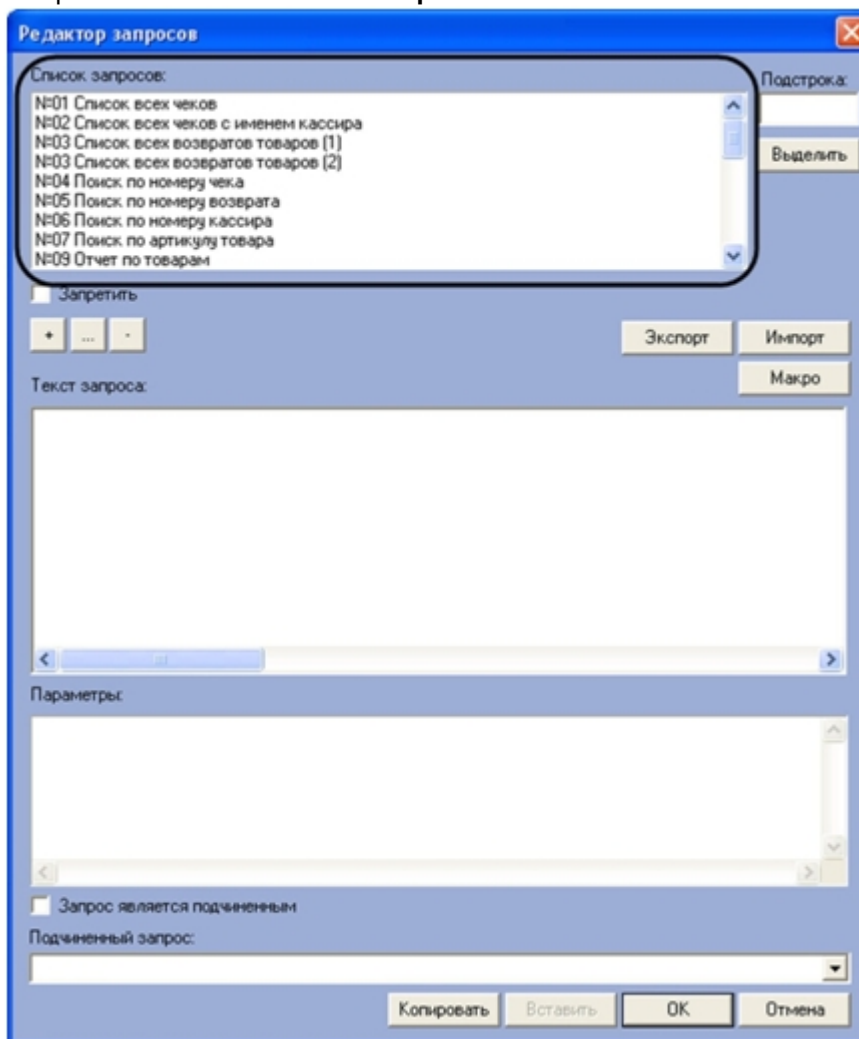 Редактор запросов
Список запросов:
Подстрока:
№01 Список всех чеков
№02 Список всех чеков с именем кассира
№03 Список всех возвратов товаров (1)
№03 Список всех возвратов товаров (2)
№04 Поиск по номеру чека
№05 Поиск по номеру возврата
№06 Поиск по номеру кассира
№07 Поиск по артикулу товара
№09 Отчет по товарам
Выделить
Запретить
+ ... -
Экспорт Импорт
Макро
Текст запроса:
Параметры:
Запрос является подчиненным
Подчиненный запрос:
Копировать Вставить OK Отмена